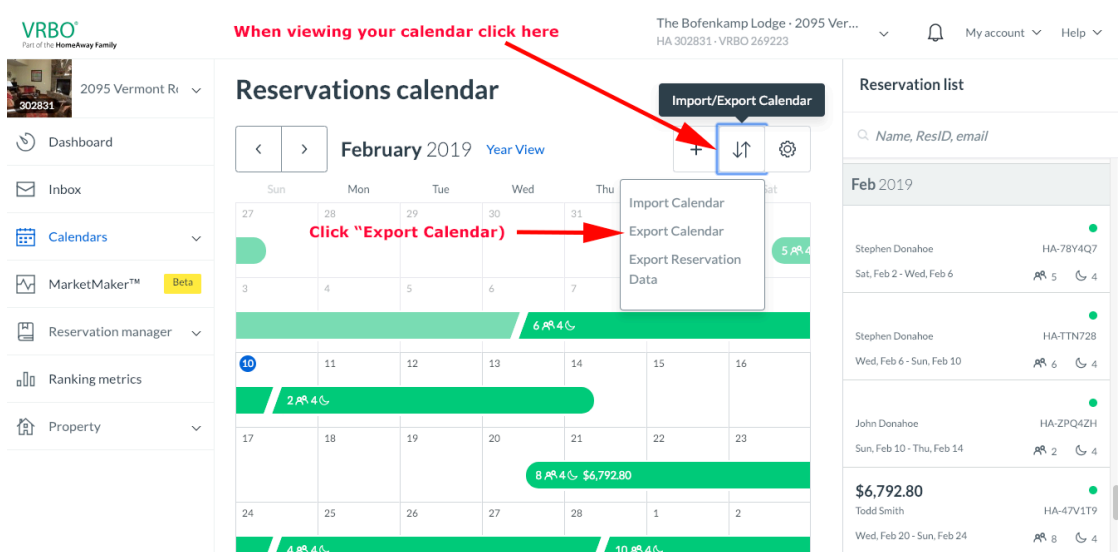 VRBO
Part of the HomeAway Family
When viewing your calendar click here
The Bofenkamp Lodge · 2095 Ver...
HA 302831 · VRBO 269223
My account
Help
302831
2095 Vermont Ro
Dashboard
Inbox
Calendars
MarketMaker™
Beta
Reservation manager
Ranking metrics
Property
Reservations calendar
Import/Export Calendar
February 2019
Year View
Sun Mon Tue Wed Thu Sat
Import Calendar
Export Calendar
Export Reservation
Data
27 28 29 30 31
Click “Export Calendar)
5 4
3 4 5 6 7
6 4
10 11 12 13 14 15 16
2 4
17 18 19 20 21 22 23
8 4 $6,792.80
24 25 26 27 28 1 2
4 4 10 4
Reservation list
Name, ResID, email
Feb 2019
Stephen Donahoe HA-78Y4Q7
Sat, Feb 2 - Wed, Feb 6 5 4
Stephen Donahoe HA-TTN728
Wed, Feb 6 - Sun, Feb 10 6 4
John Donahoe HA-ZPQ4ZH
Sun, Feb 10 - Thu, Feb 14 2 4
$6,792.80
Todd Smith HA-47V1T9
Wed, Feb 20 - Sun, Feb 24 8 4